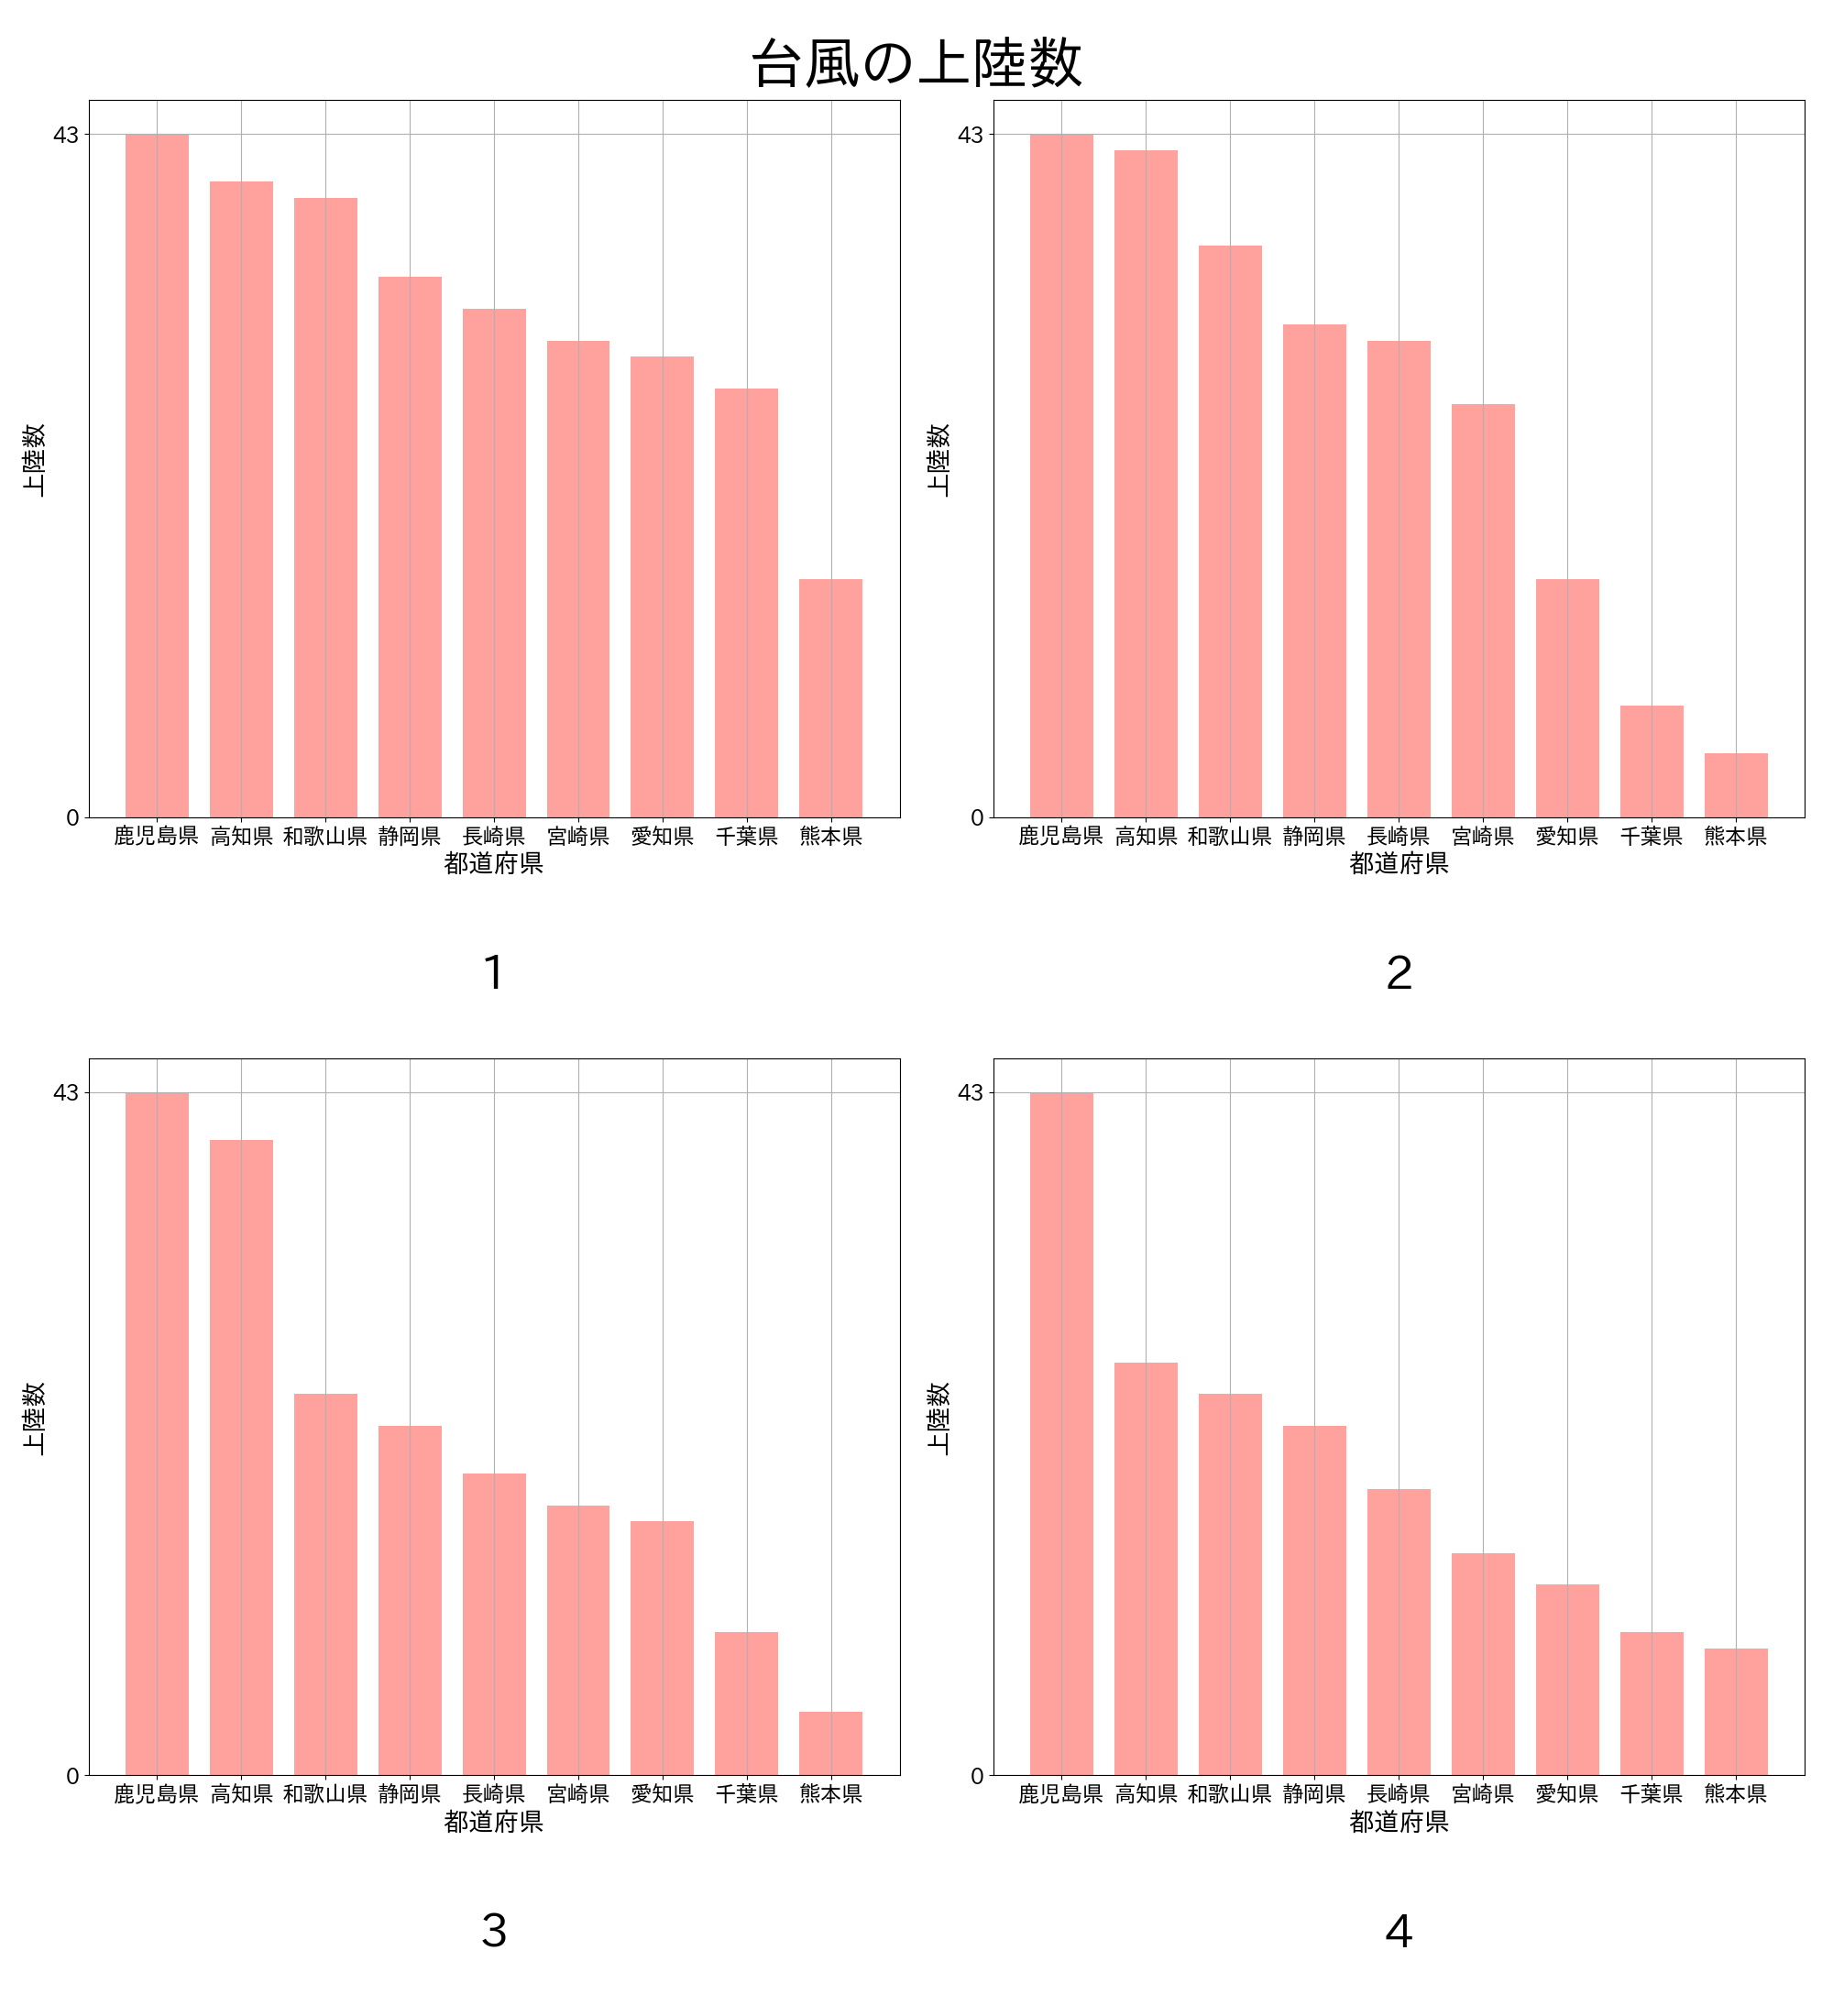 台風の上陸数
43
0
上陸数
鹿児島県 高知県 和歌山県 静岡県 長崎県 宮崎県 愛知県 千葉県 熊本県
都道府県
1
43
0
上陸数
鹿児島県 高知県 和歌山県 静岡県 長崎県 宮崎県 愛知県 千葉県 熊本県
都道府県
2
43
0
上陸数
鹿児島県 高知県 和歌山県 静岡県 長崎県 宮崎県 愛知県 千葉県 熊本県
都道府県
3
43
0
上陸数
鹿児島県 高知県 和歌山県 静岡県 長崎県 宮崎県 愛知県 千葉県 熊本県
都道府県
4